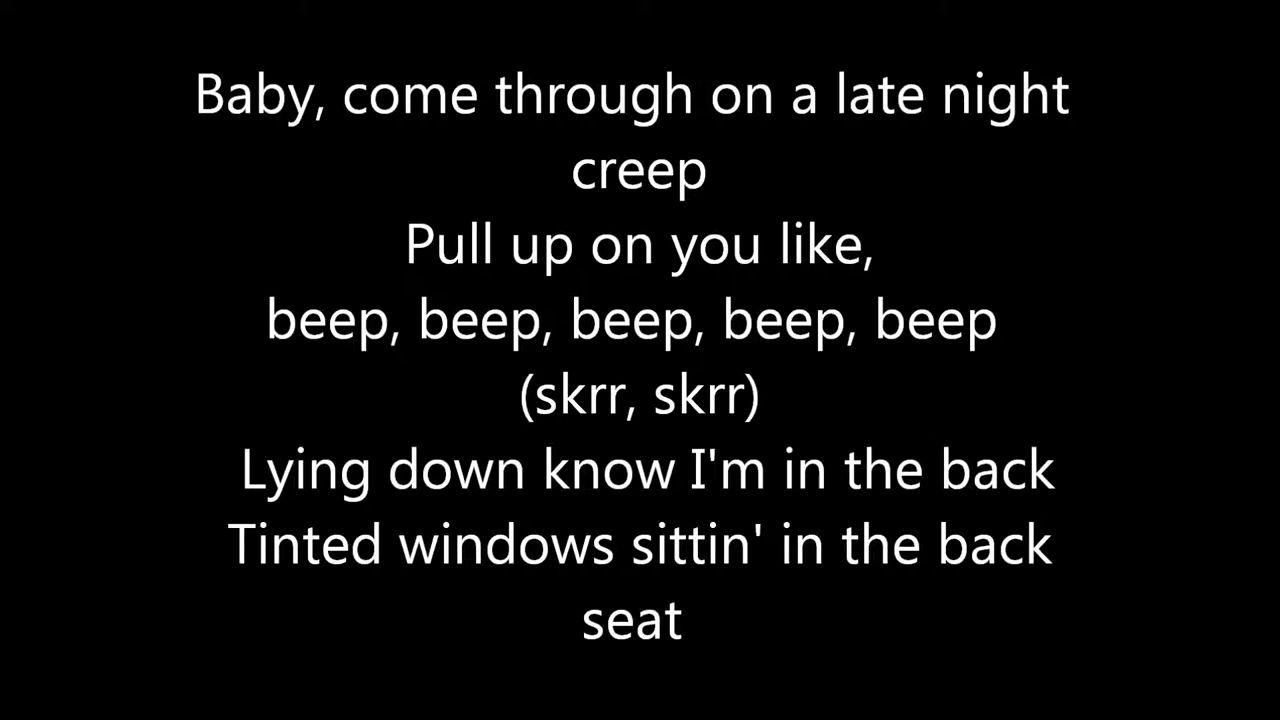 Baby, come through on a late night
creep
Pull up on you like,
beep, beep, beep, beep, beep
(skrr, skrr)
Lying down know I'm in the back
Tinted windows sittin' in the back
seat